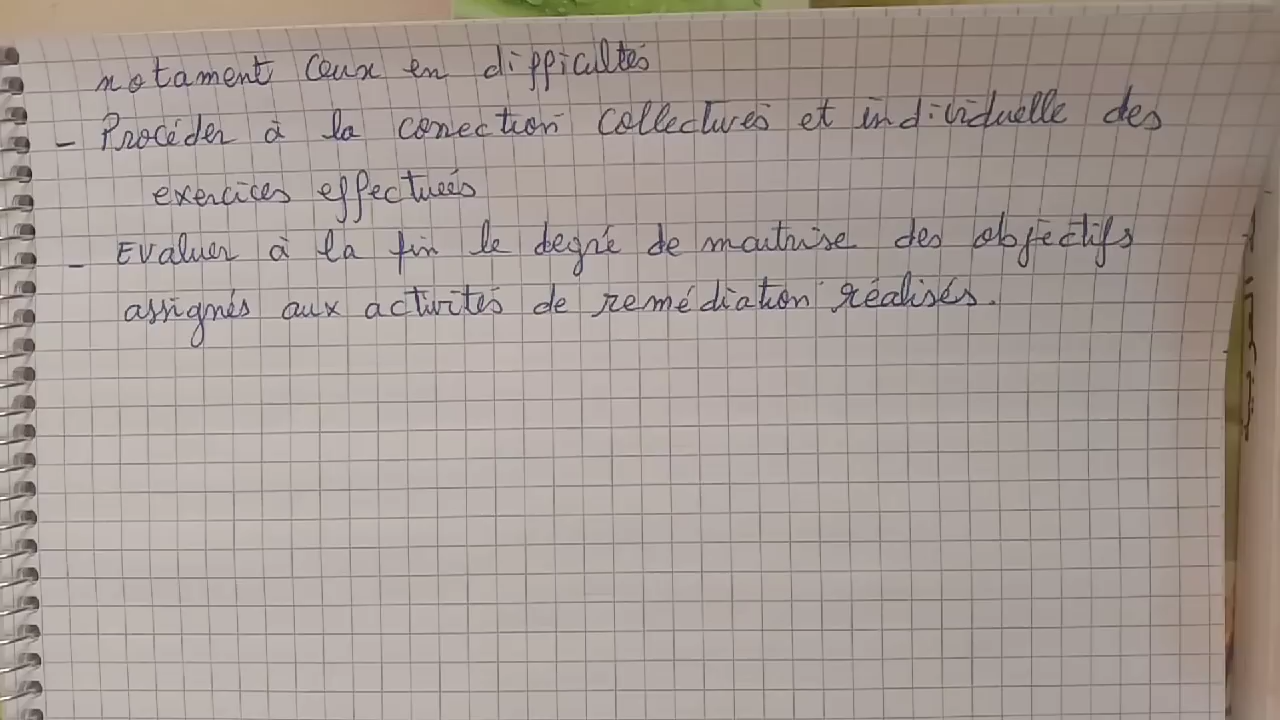 notament ceux en difficultés
- Procéder à la correction collectives et individuelle des
exercices effectués
- Evaluer à la fin le degré de maitrise des objectifs
assignés aux activités de remédiation réalisés.